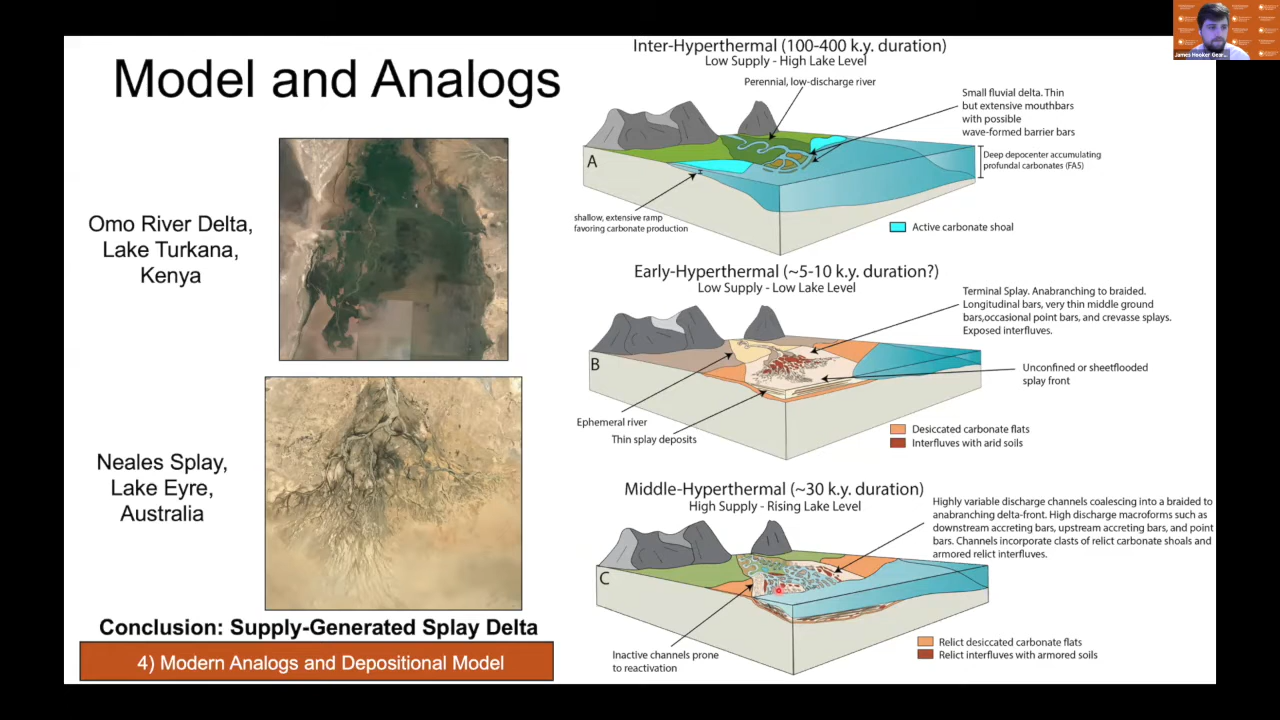 James Hooker Gear...
Model and Analogs
Omo River Delta,
Lake Turkana,
Kenya
Neales Splay,
Lake Eyre,
Australia
Conclusion: Supply-Generated Splay Delta
4) Modern Analogs and Depositional Model
Inter-Hyperthermal (100-400 k.y. duration)
Low Supply - High Lake Level
Perennial, low-discharge river
Small fluvial delta. Thin
but extensive mouthbars
with possible
wave-formed barrier bars
A
Deep depocenter accumulating
profundal carbonates (FA5)
shallow, extensive ramp
favoring carbonate production
Active carbonate shoal
Early-Hyperthermal (~5-10 k.y. duration?)
Low Supply - Low Lake Level
Terminal Splay. Anabranching to braided.
Longitudinal bars, very thin middle ground
bars,occasional point bars, and crevasse splays.
Exposed interfluves.
B
Unconfined or sheetflooded
splay front
Ephemeral river
Thin splay deposits
Desiccated carbonate flats
Interfluves with arid soils
Middle-Hyperthermal (~30 k.y. duration)
High Supply - Rising Lake Level
Highly variable discharge channels coalescing into a braided to
anabranching delta-front. High discharge macroforms such as
downstream accreting bars, upstream accreting bars, and point
bars. Channels incorporate clasts of relict carbonate shoals and
armored relict interfluves.
C
Inactive channels prone
to reactivation
Relict desiccated carbonate flats
Relict interfluves with armored soils